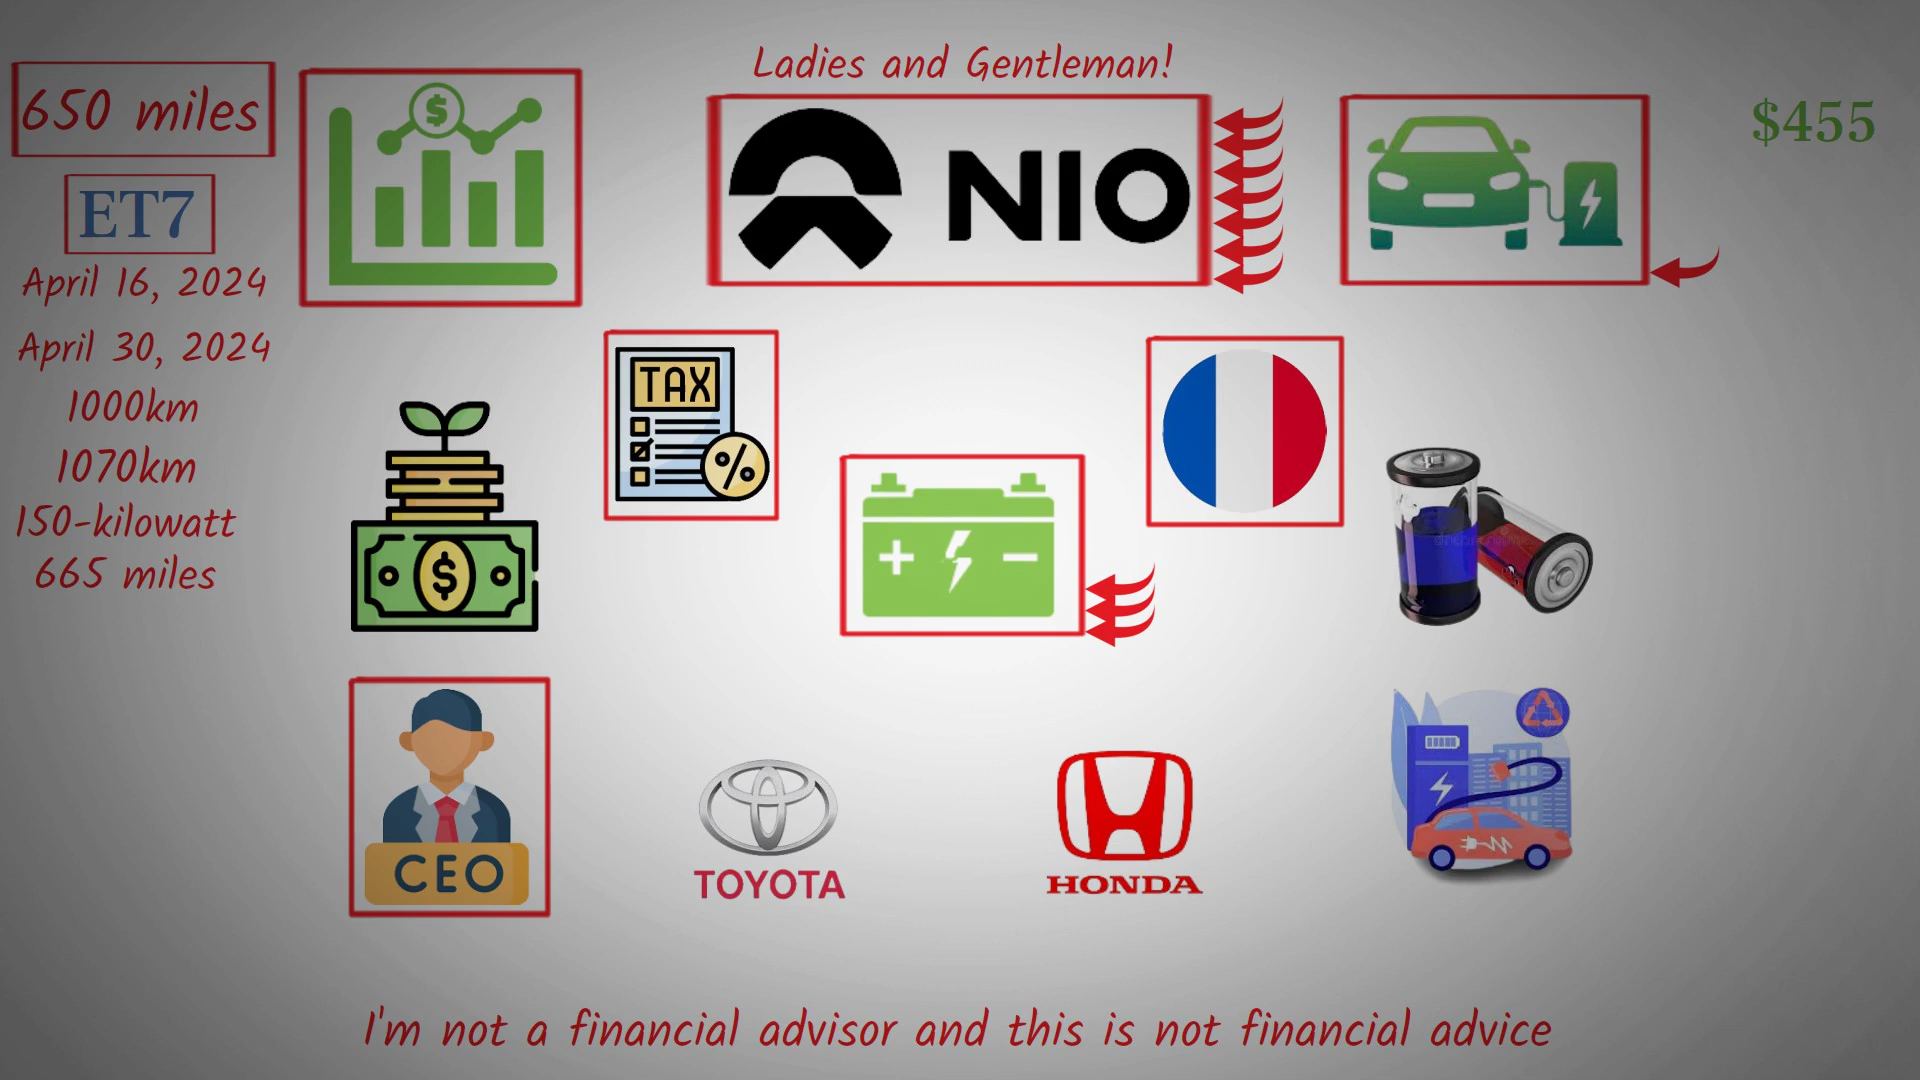 Ladies and Gentleman!
650 miles
ET7
April 16, 2024
April 30, 2024
1000km
1070km
150-kilowatt
665 miles
$
NIO
$455
TAX
%
$
CEO
TOYOTA
HONDA
I'm not a financial advisor and this is not financial advice